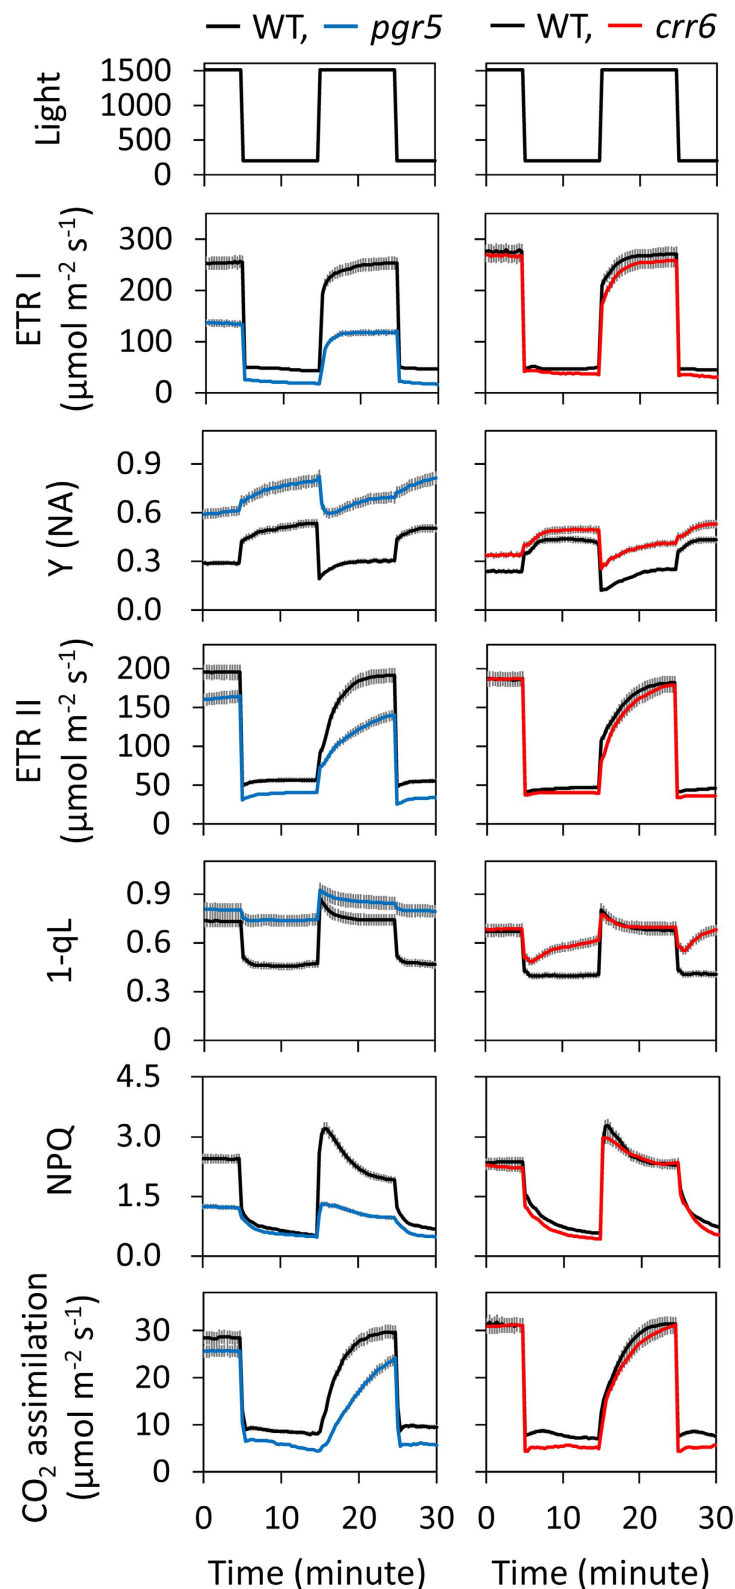 WT, pgr5
WT, crr6
Light
1500
1000
500
0
ETR I
(µmol m⁻² s⁻¹)
300
200
100
0
Y (NA)
0.9
0.6
0.3
0.0
ETR II
(µmol m⁻² s⁻¹)
200
150
100
50
0
1-qL
0.9
0.6
0.3
0
NPQ
4.5
3.0
1.5
0.0
CO₂ assimilation
(µmol m⁻² s⁻¹)
30
20
10
0
0 10 20 30
0 10 20 30
Time (minute)
Time (minute)